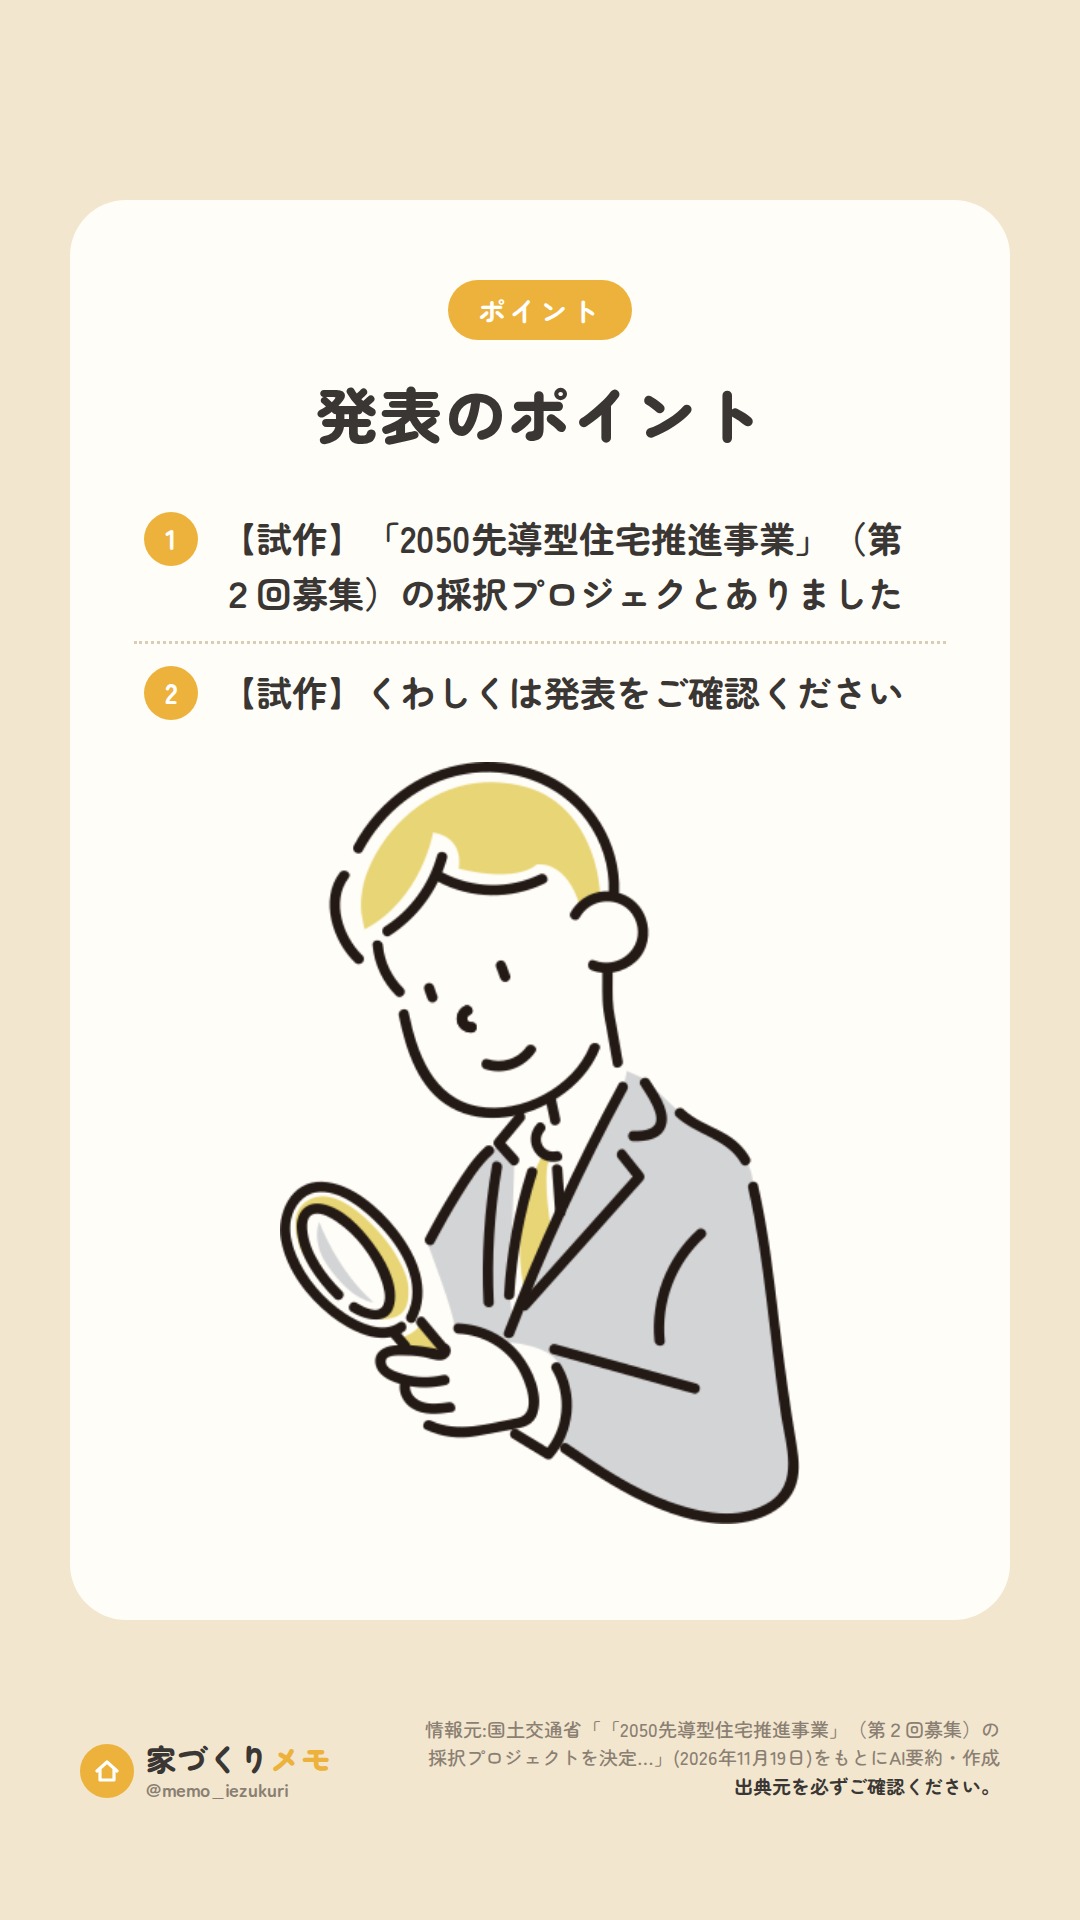 ポイント
発表のポイント
1 【試作】「2050先導型住宅推進事業」（第
２回募集）の採択プロジェクとありました
2 【試作】くわしくは発表をご確認ください
情報元:国土交通省「「2050先導型住宅推進事業」（第２回募集）の
採択プロジェクトを決定…」(2026年11月19日)をもとにAI要約・作成
出典元を必ずご確認ください。
家づくりメモ
@memo_iezukuri